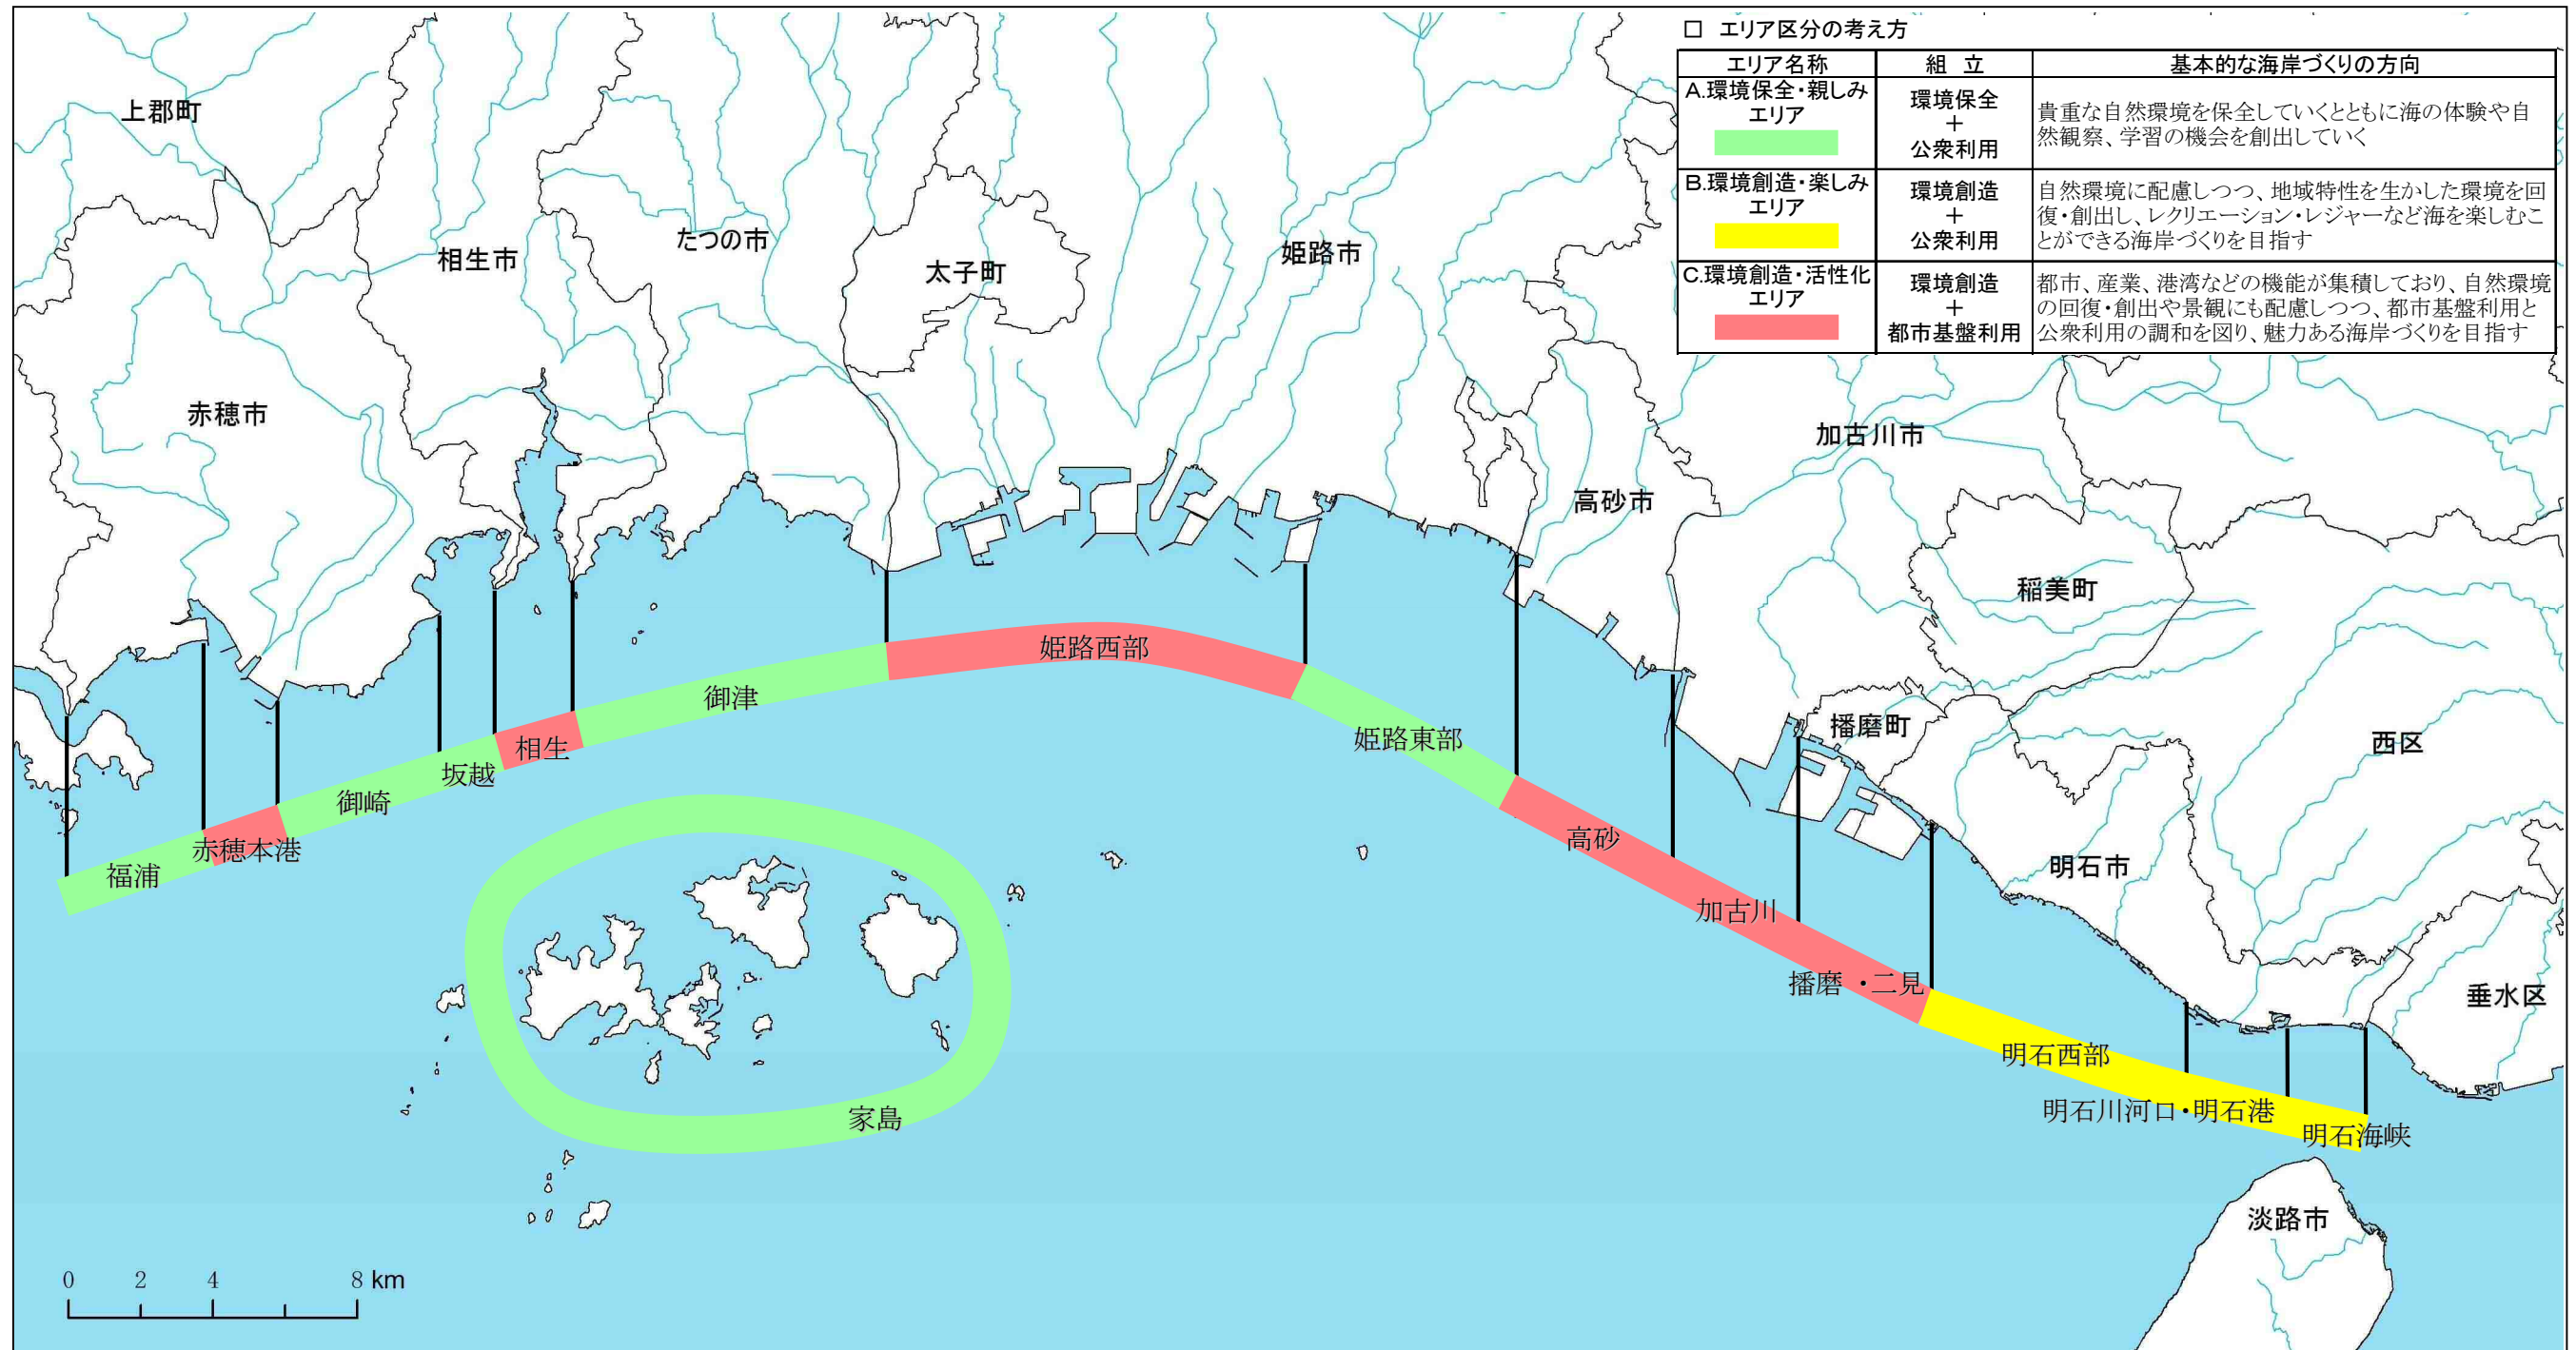 □ エリア区分の考え方
エリア名称 組 立 基本的な海岸づくりの方向
A.環境保全・親しみ
エリア
環境保全
+
公衆利用
貴重な自然環境を保全していくとともに海の体験や自
然観察、学習の機会を創出していく
B.環境創造・楽しみ
エリア
環境創造
+
公衆利用
自然環境に配慮しつつ、地域特性を生かした環境を回
復・創出し、レクリエーション・レジャーなど海を楽しむこ
とができる海岸づくりを目指す
C.環境創造・活性化
エリア
環境創造
+
都市基盤利用
都市、産業、港湾などの機能が集積しており、自然環境
の回復・創出や景観にも配慮しつつ、都市基盤利用と
公衆利用の調和を図り、魅力ある海岸づくりを目指す
上郡町
相生市
たつの市
太子町
姫路市
赤穂市
加古川市
高砂市
稲美町
播磨町
西区
明石市
垂水区
淡路市
福浦
赤穂本港
御崎
坂越
相生
御津
姫路西部
姫路東部
高砂
加古川
播磨・二見
明石西部
明石川河口・明石港
明石海峡
家島
0 2 4 8 km